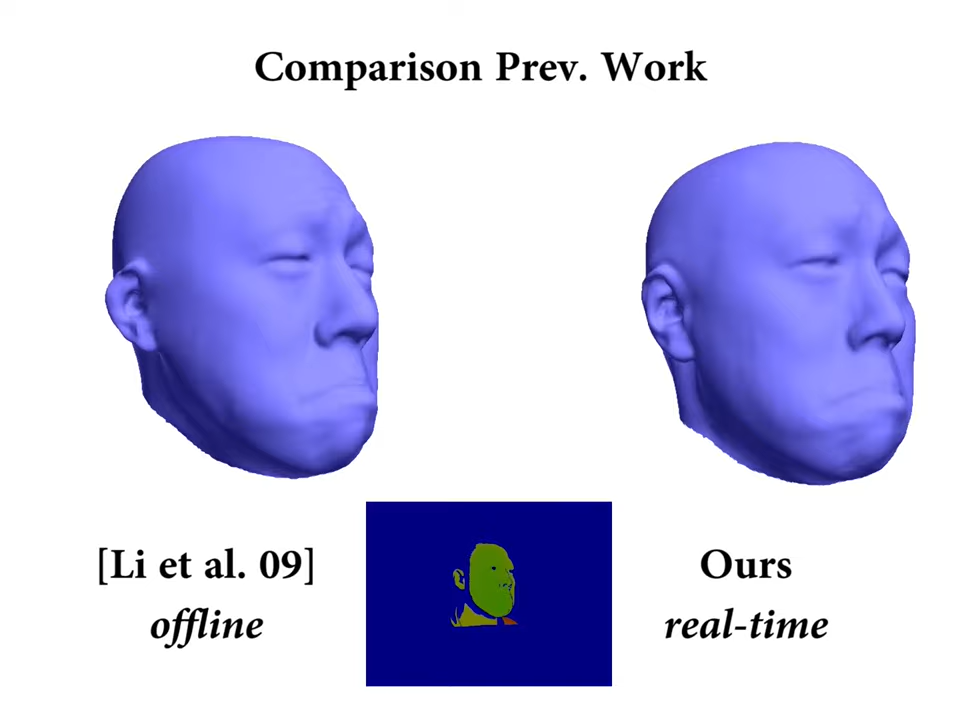 Comparison Prev. Work
[Li et al. 09]
offline
Ours
real-time